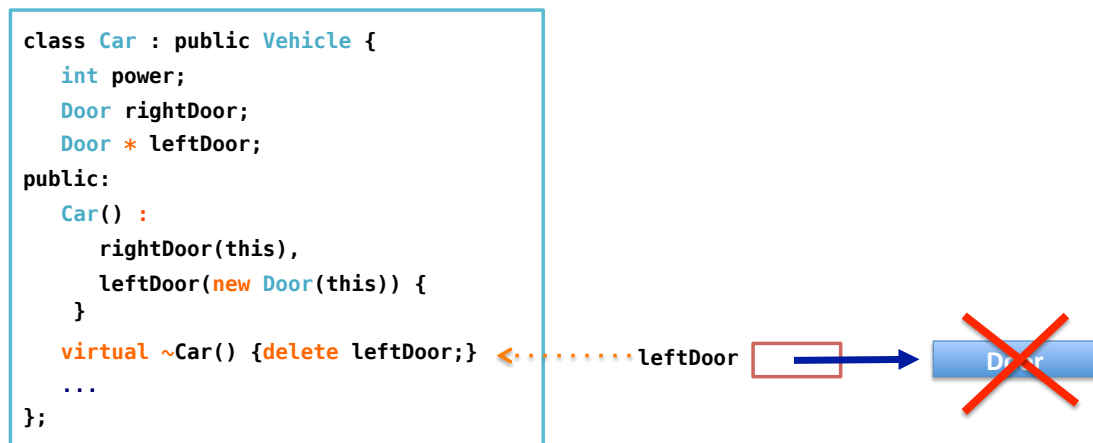 class Car : public Vehicle {
int power;
Door rightDoor;
Door * leftDoor;
public:
Car() :
rightDoor(this),
leftDoor(new Door(this)) {
}
virtual ~Car() {delete leftDoor;}
...
};
leftDoor
Door